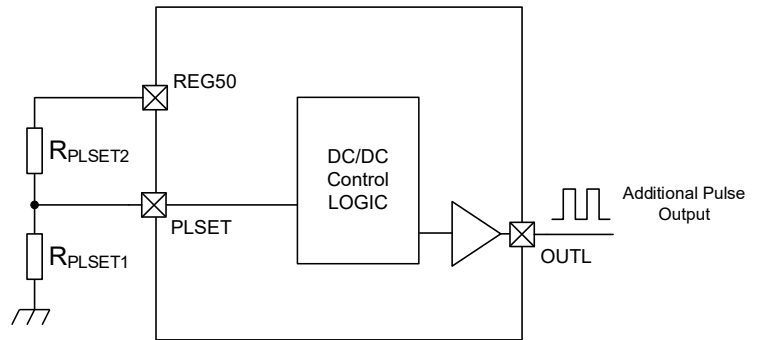 REG50
RPLSET2
DC/DC
Control
LOGIC
Additional Pulse
Output
PLSET
OUTL
RPLSET1